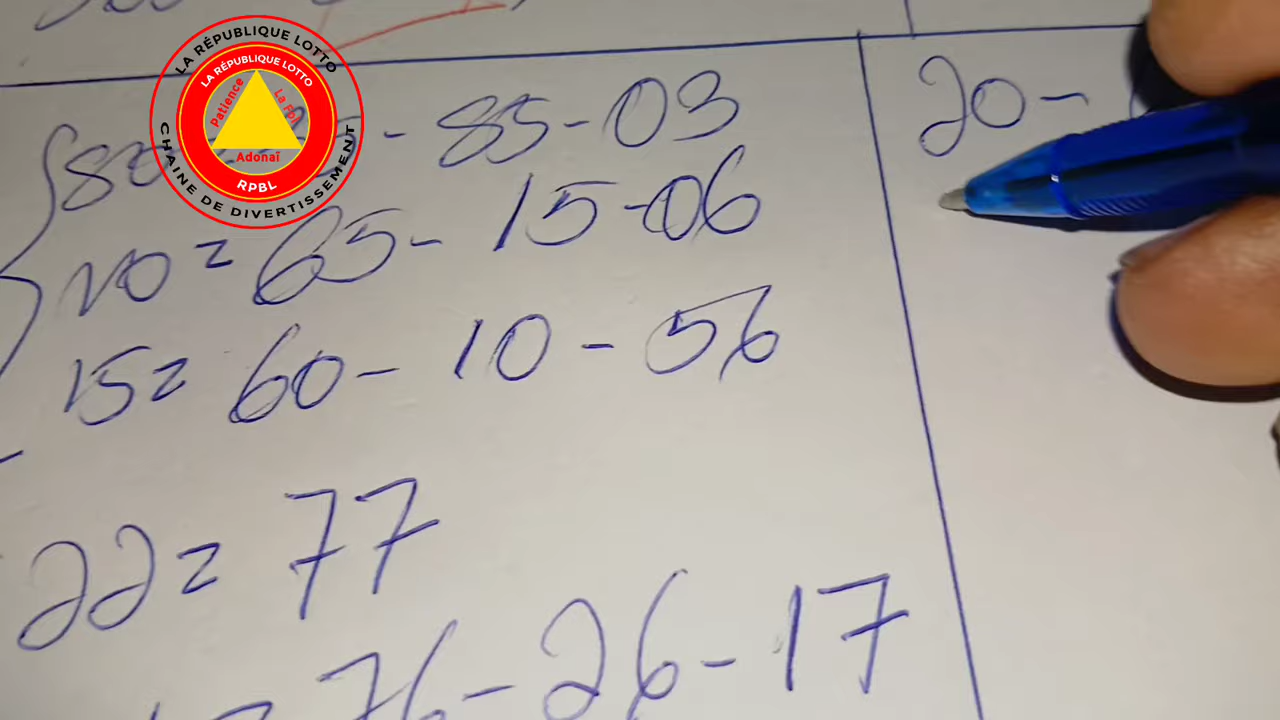 LA RÉPUBLIQUE LOTTO
LA RÉPUBLIQUE LOTTO
Patience
La Foi
Adonaï
RPBL
CHAINE DE DIVERTISSEMENT
- 85 - 03
10 = 65 - 15 - 06
15 = 60 - 10 - 56
22 = 77
76 - 26 - 17
20 -